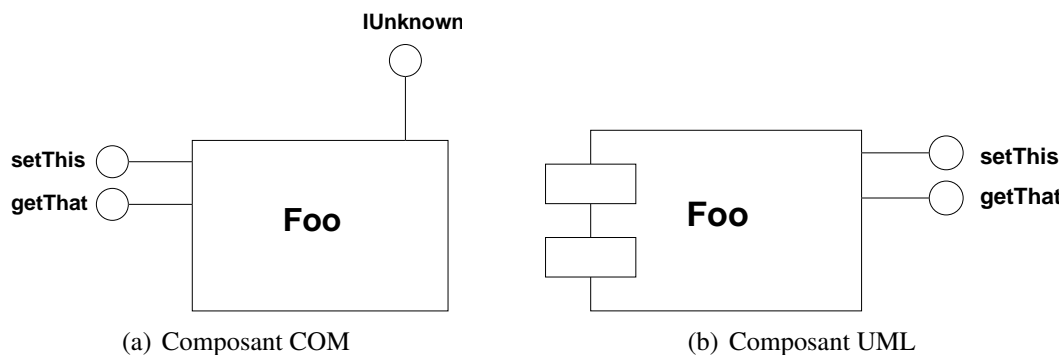 IUnknown
setThis
getThat
Foo
(a) Composant COM
setThis
getThat
Foo
(b) Composant UML